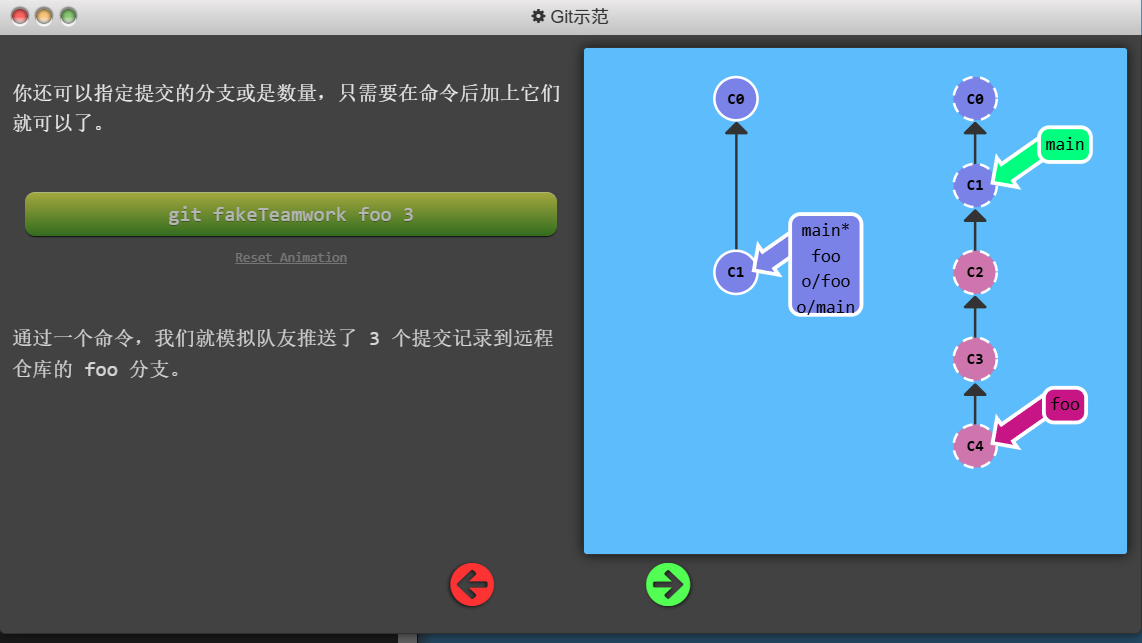 Git示范
你还可以指定提交的分支或是数量，只需要在命令后加上它们
就可以了。
git fakeTeamwork foo 3
Reset Animation
通过一个命令，我们就模拟队友推送了 3 个提交记录到远程
仓库的 foo 分支。
C0
C1
main*
foo
o/foo
o/main
C0
main
C1
C2
C3
foo
C4